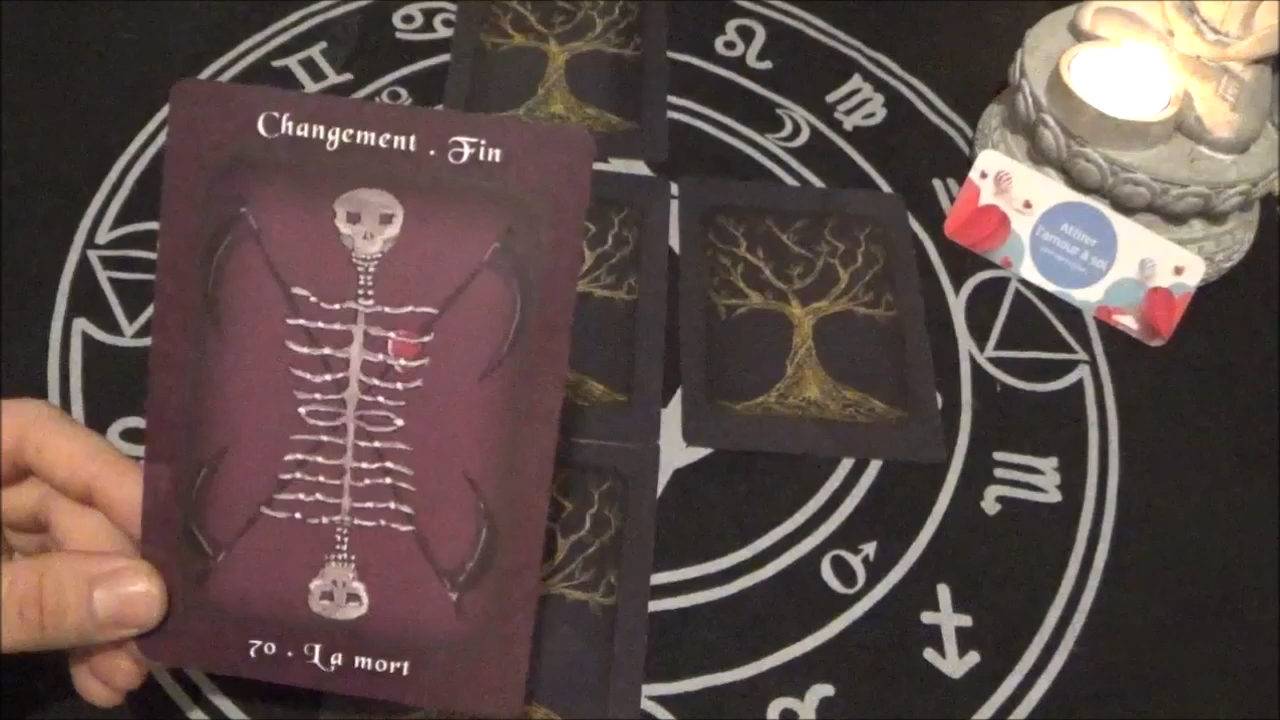 Changement . Fin
Attirer
l'amour à soi
70 . La mort